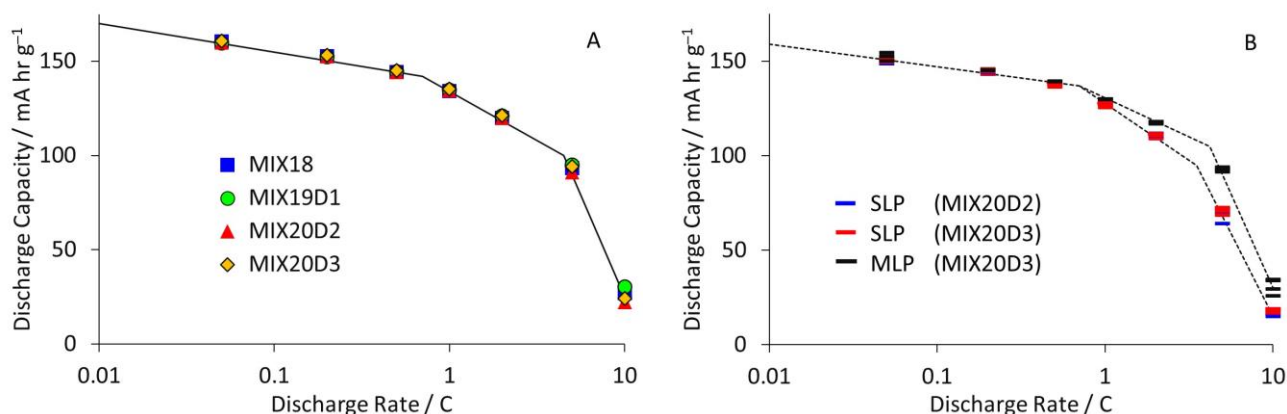 A
Discharge Capacity / mA hr g⁻¹
150
100
50
0
MIX18
MIX19D1
MIX20D2
MIX20D3
0.01 0.1 1 10
Discharge Rate / C
B
Discharge Capacity / mA hr g⁻¹
150
100
50
0
SLP (MIX20D2)
SLP (MIX20D3)
MLP (MIX20D3)
0.01 0.1 1 10
Discharge Rate / C